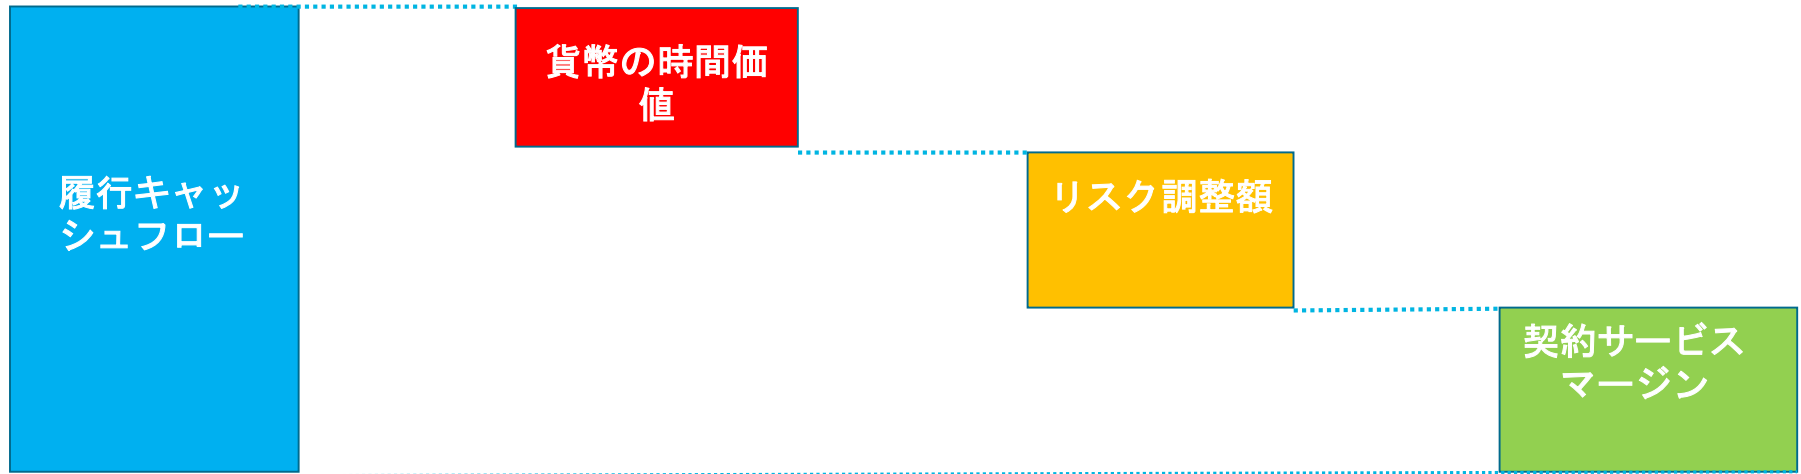 貨幣の時間価
値
履行キャッ
シュフロー
リスク調整額
契約サービス
マージン